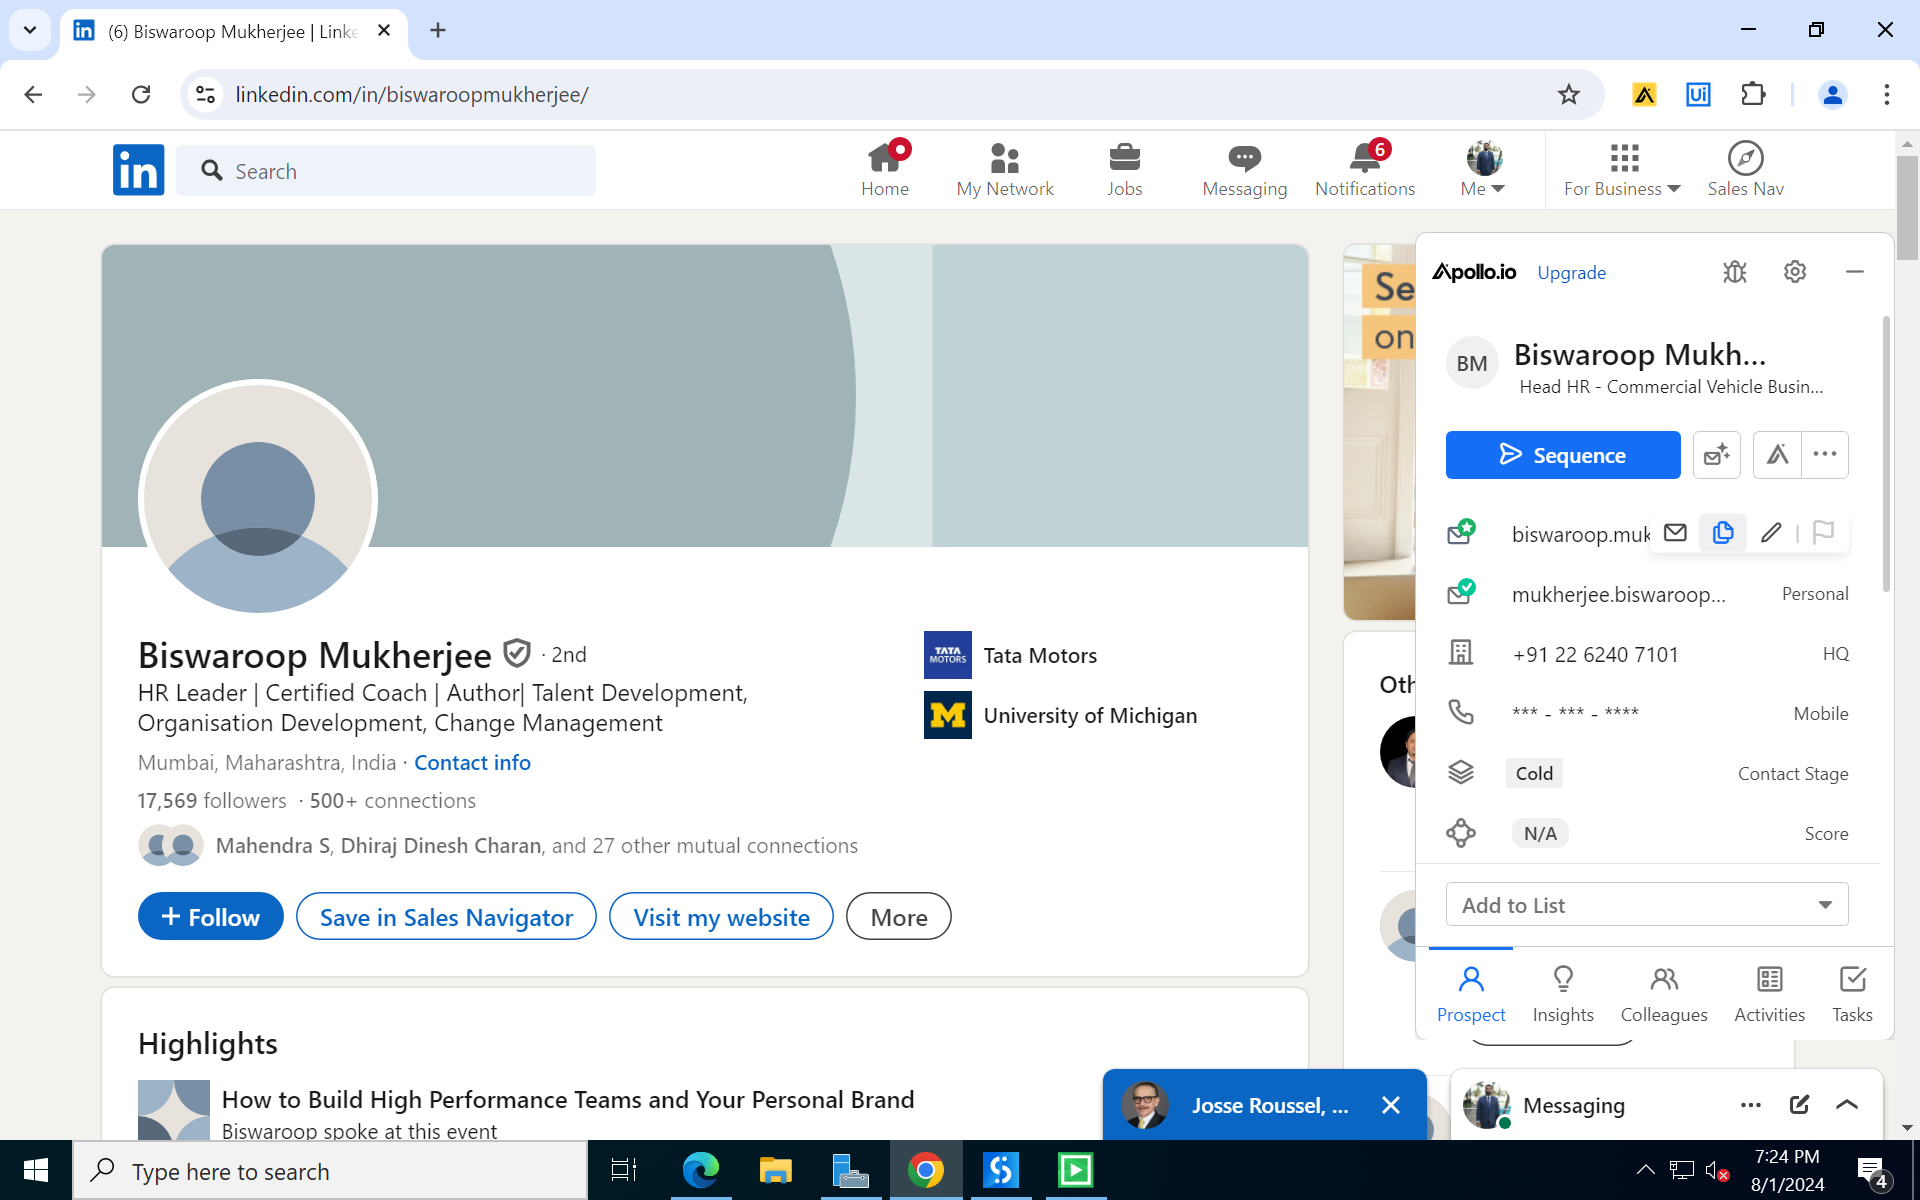 (6) Biswaroop Mukherjee | Linke
linkedin.com/in/biswaroopmukherjee/
Ui
in
Search
Home
My Network
Jobs
Messaging
6
Notifications
Me
For Business
Sales Nav
Se
on
Apollo.io
Upgrade
BM
Biswaroop Mukh...
Head HR - Commercial Vehicle Busin...
Sequence
biswaroop.muk
mukherjee.biswaroop...
Personal
+91 22 6240 7101
HQ
*** - *** - ****
Mobile
Cold
Contact Stage
N/A
Score
Add to List
Prospect
Insights
Colleagues
Activities
Tasks
Biswaroop Mukherjee · 2nd
HR Leader | Certified Coach | Author| Talent Development,
Organisation Development, Change Management
Mumbai, Maharashtra, India · Contact info
17,569 followers · 500+ connections
Mahendra S, Dhiraj Dinesh Charan, and 27 other mutual connections
TATA
MOTORS
Tata Motors
M
University of Michigan
+ Follow
Save in Sales Navigator
Visit my website
More
Oth
Highlights
How to Build High Performance Teams and Your Personal Brand
Biswaroop spoke at this event
Josse Roussel, ...
Messaging
Type here to search
7:24 PM
8/1/2024
4